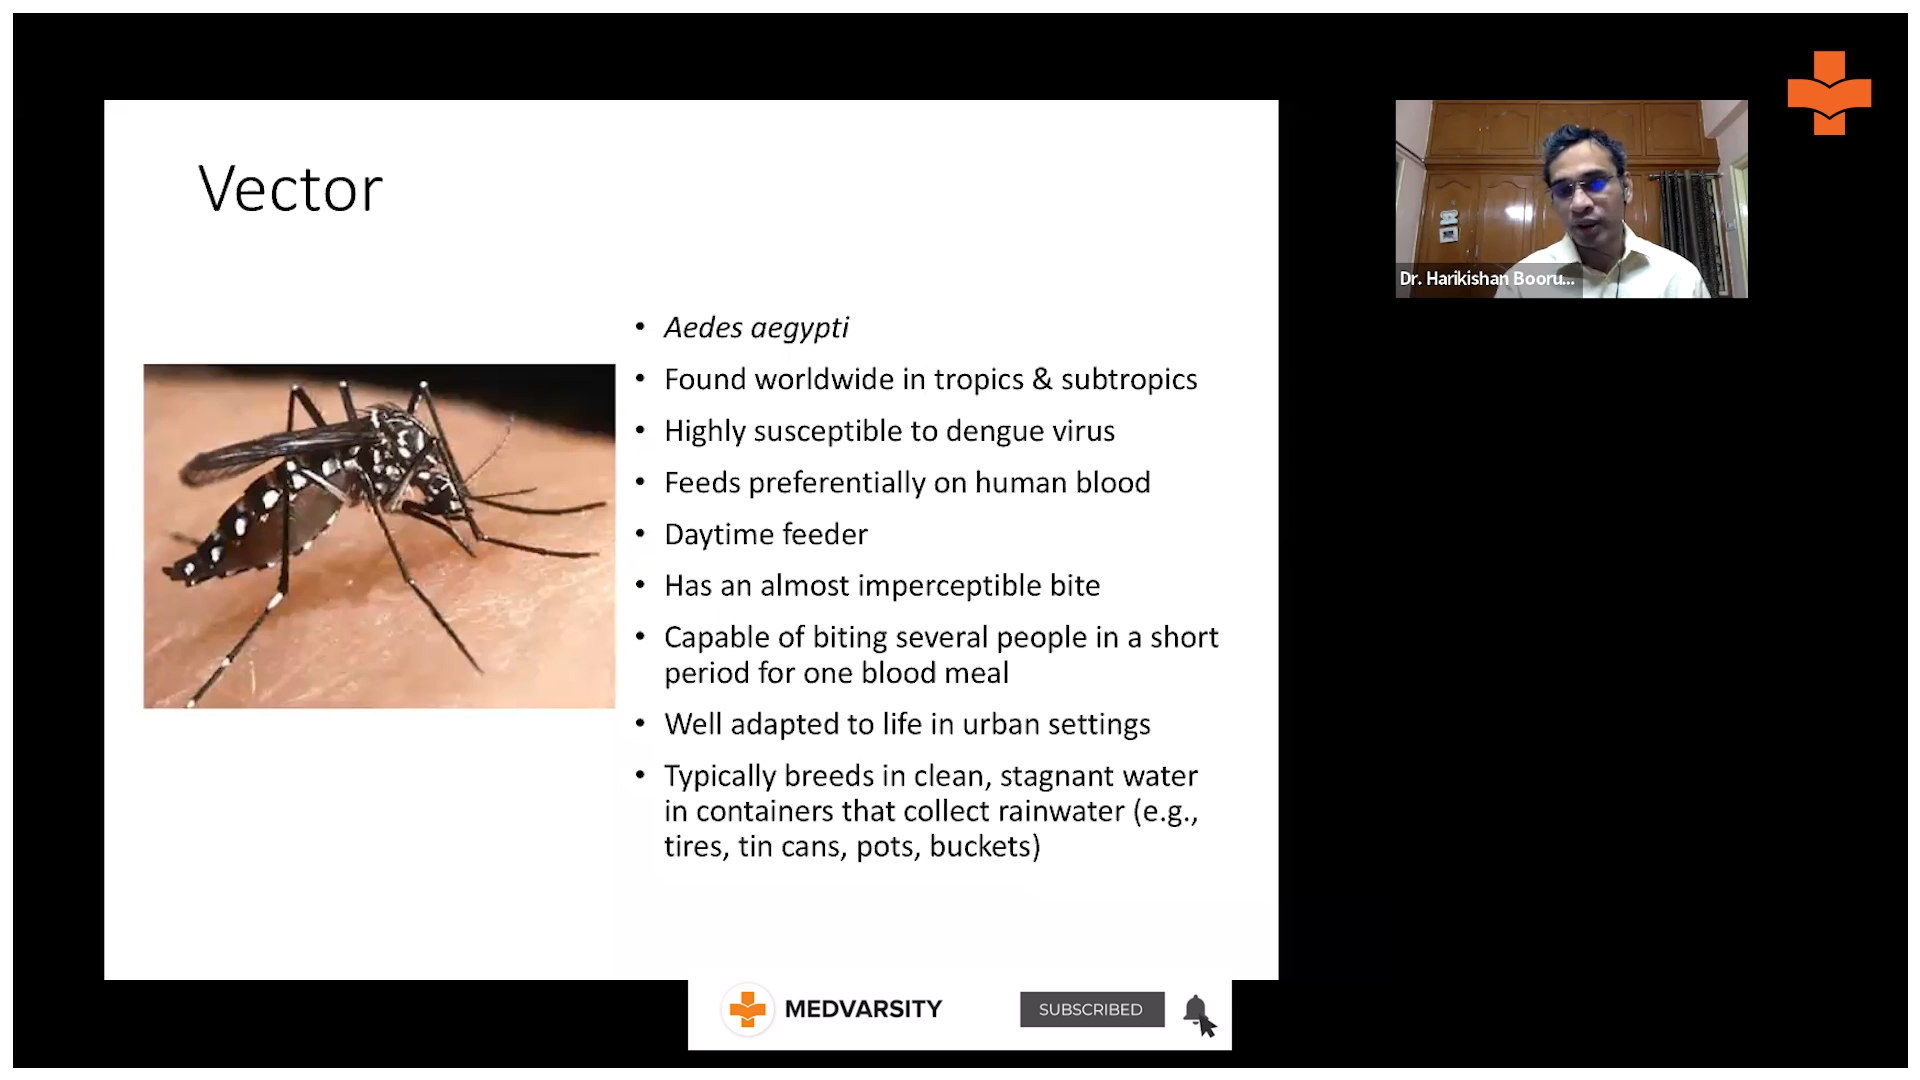 Vector
• Aedes aegypti
• Found worldwide in tropics & subtropics
• Highly susceptible to dengue virus
• Feeds preferentially on human blood
• Daytime feeder
• Has an almost imperceptible bite
• Capable of biting several people in a short
period for one blood meal
• Well adapted to life in urban settings
• Typically breeds in clean, stagnant water
in containers that collect rainwater (e.g.,
tires, tin cans, pots, buckets)
Dr. Harikishan Booru...
MEDVARSITY
SUBSCRIBED